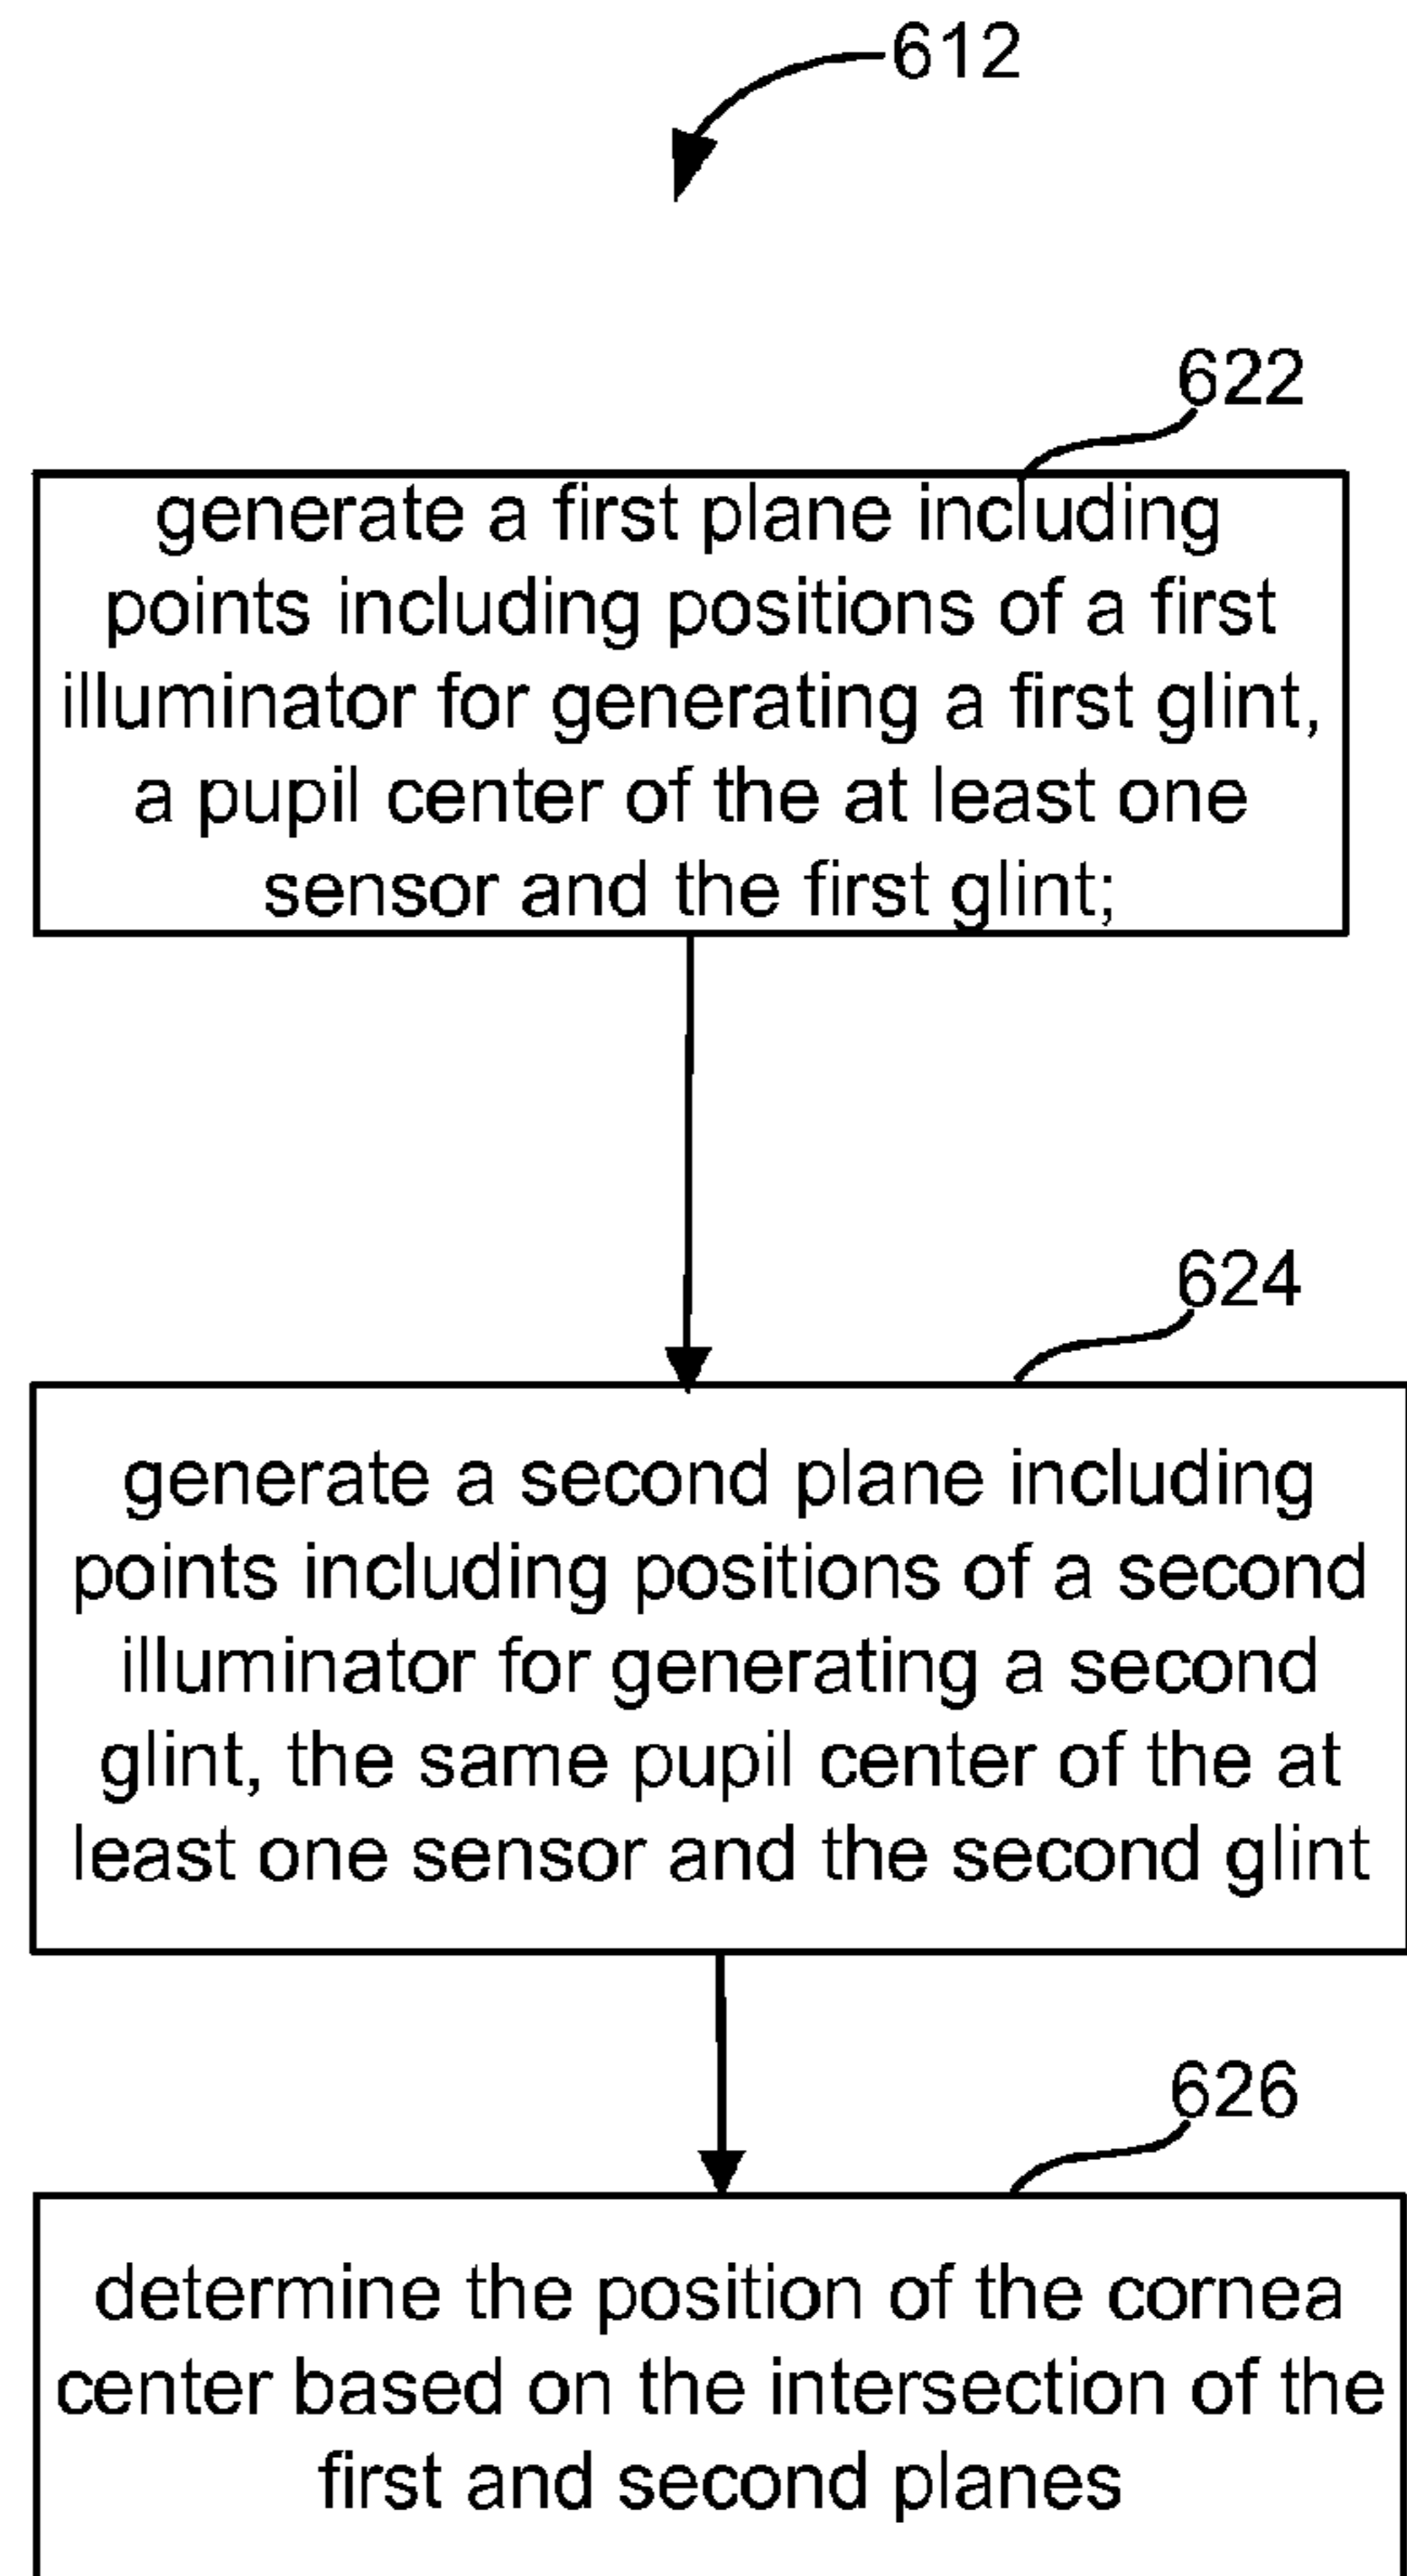 612
622
generate a first plane including
points including positions of a first
illuminator for generating a first glint,
a pupil center of the at least one
sensor and the first glint;
624
generate a second plane including
points including positions of a second
illuminator for generating a second
glint, the same pupil center of the at
least one sensor and the second glint
626
determine the position of the cornea
center based on the intersection of the
first and second planes